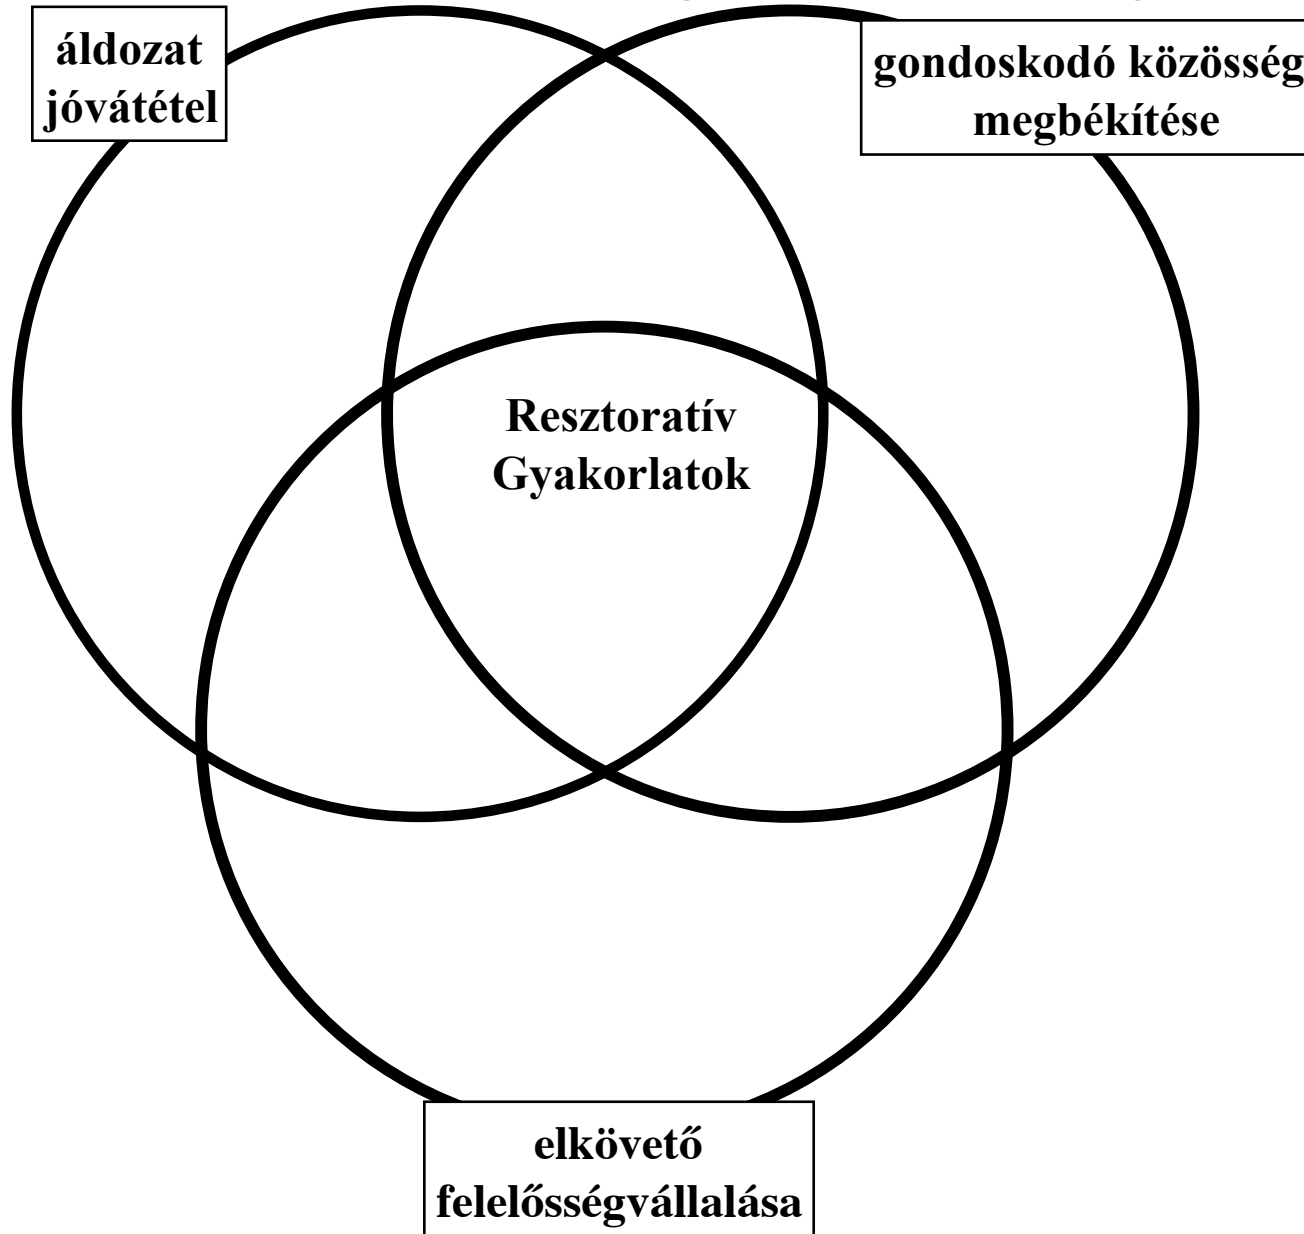 áldozat
jóvátétel
gondoskodó közösség
megbékítése
Resztoratív
Gyakorlatok
elkövető
felelősségvállalása